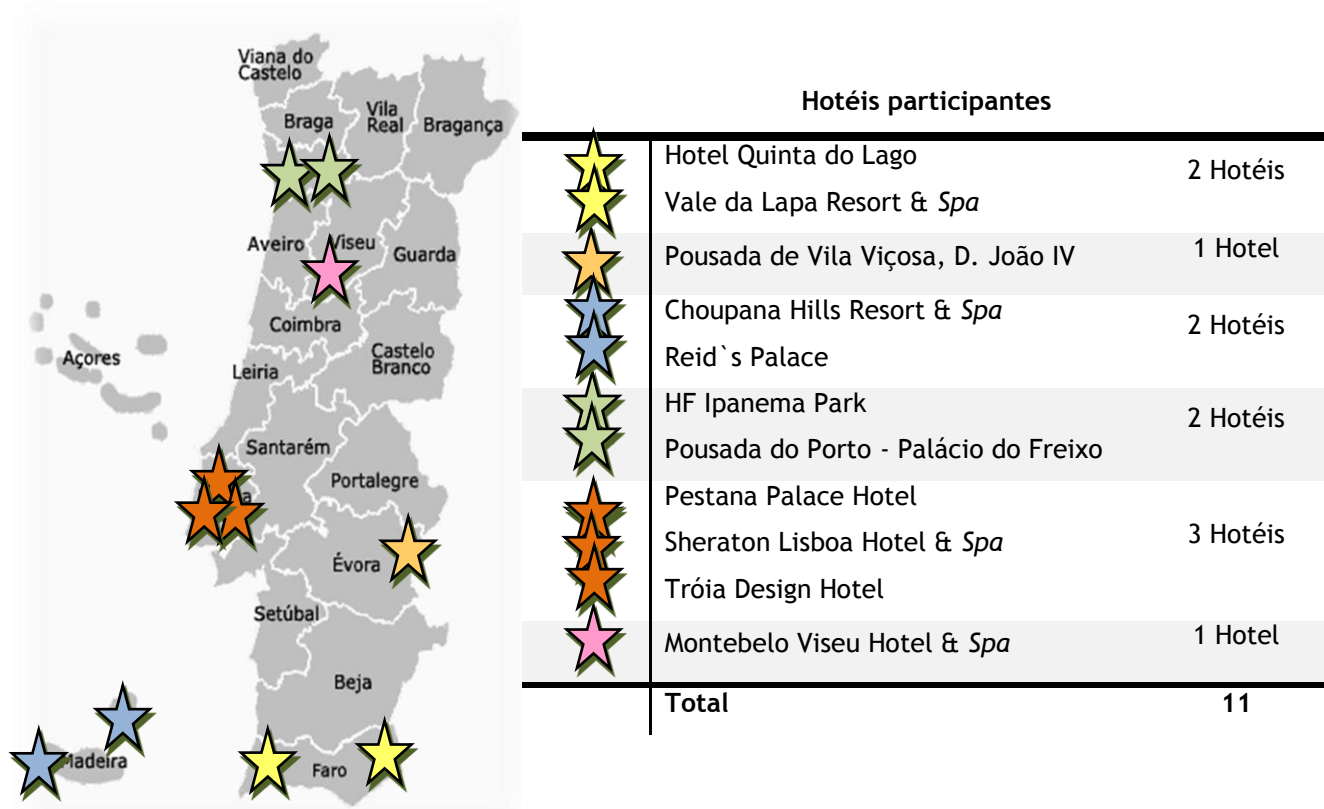 Viana do
Castelo
Braga
Vila
Real
Bragança
Aveiro
Viseu
Guarda
Coimbra
Castelo
Branco
Açores
Leiria
Santarém
Portalegre
Évora
Setúbal
Beja
Faro
Madeira
Hotéis participantes
Hotel Quinta do Lago
Vale da Lapa Resort & Spa
2 Hotéis
Pousada de Vila Viçosa, D. João IV
1 Hotel
Choupana Hills Resort & Spa
Reid`s Palace
2 Hotéis
HF Ipanema Park
Pousada do Porto - Palácio do Freixo
2 Hotéis
Pestana Palace Hotel
Sheraton Lisboa Hotel & Spa
Tróia Design Hotel
3 Hotéis
Montebelo Viseu Hotel & Spa
1 Hotel
Total 11